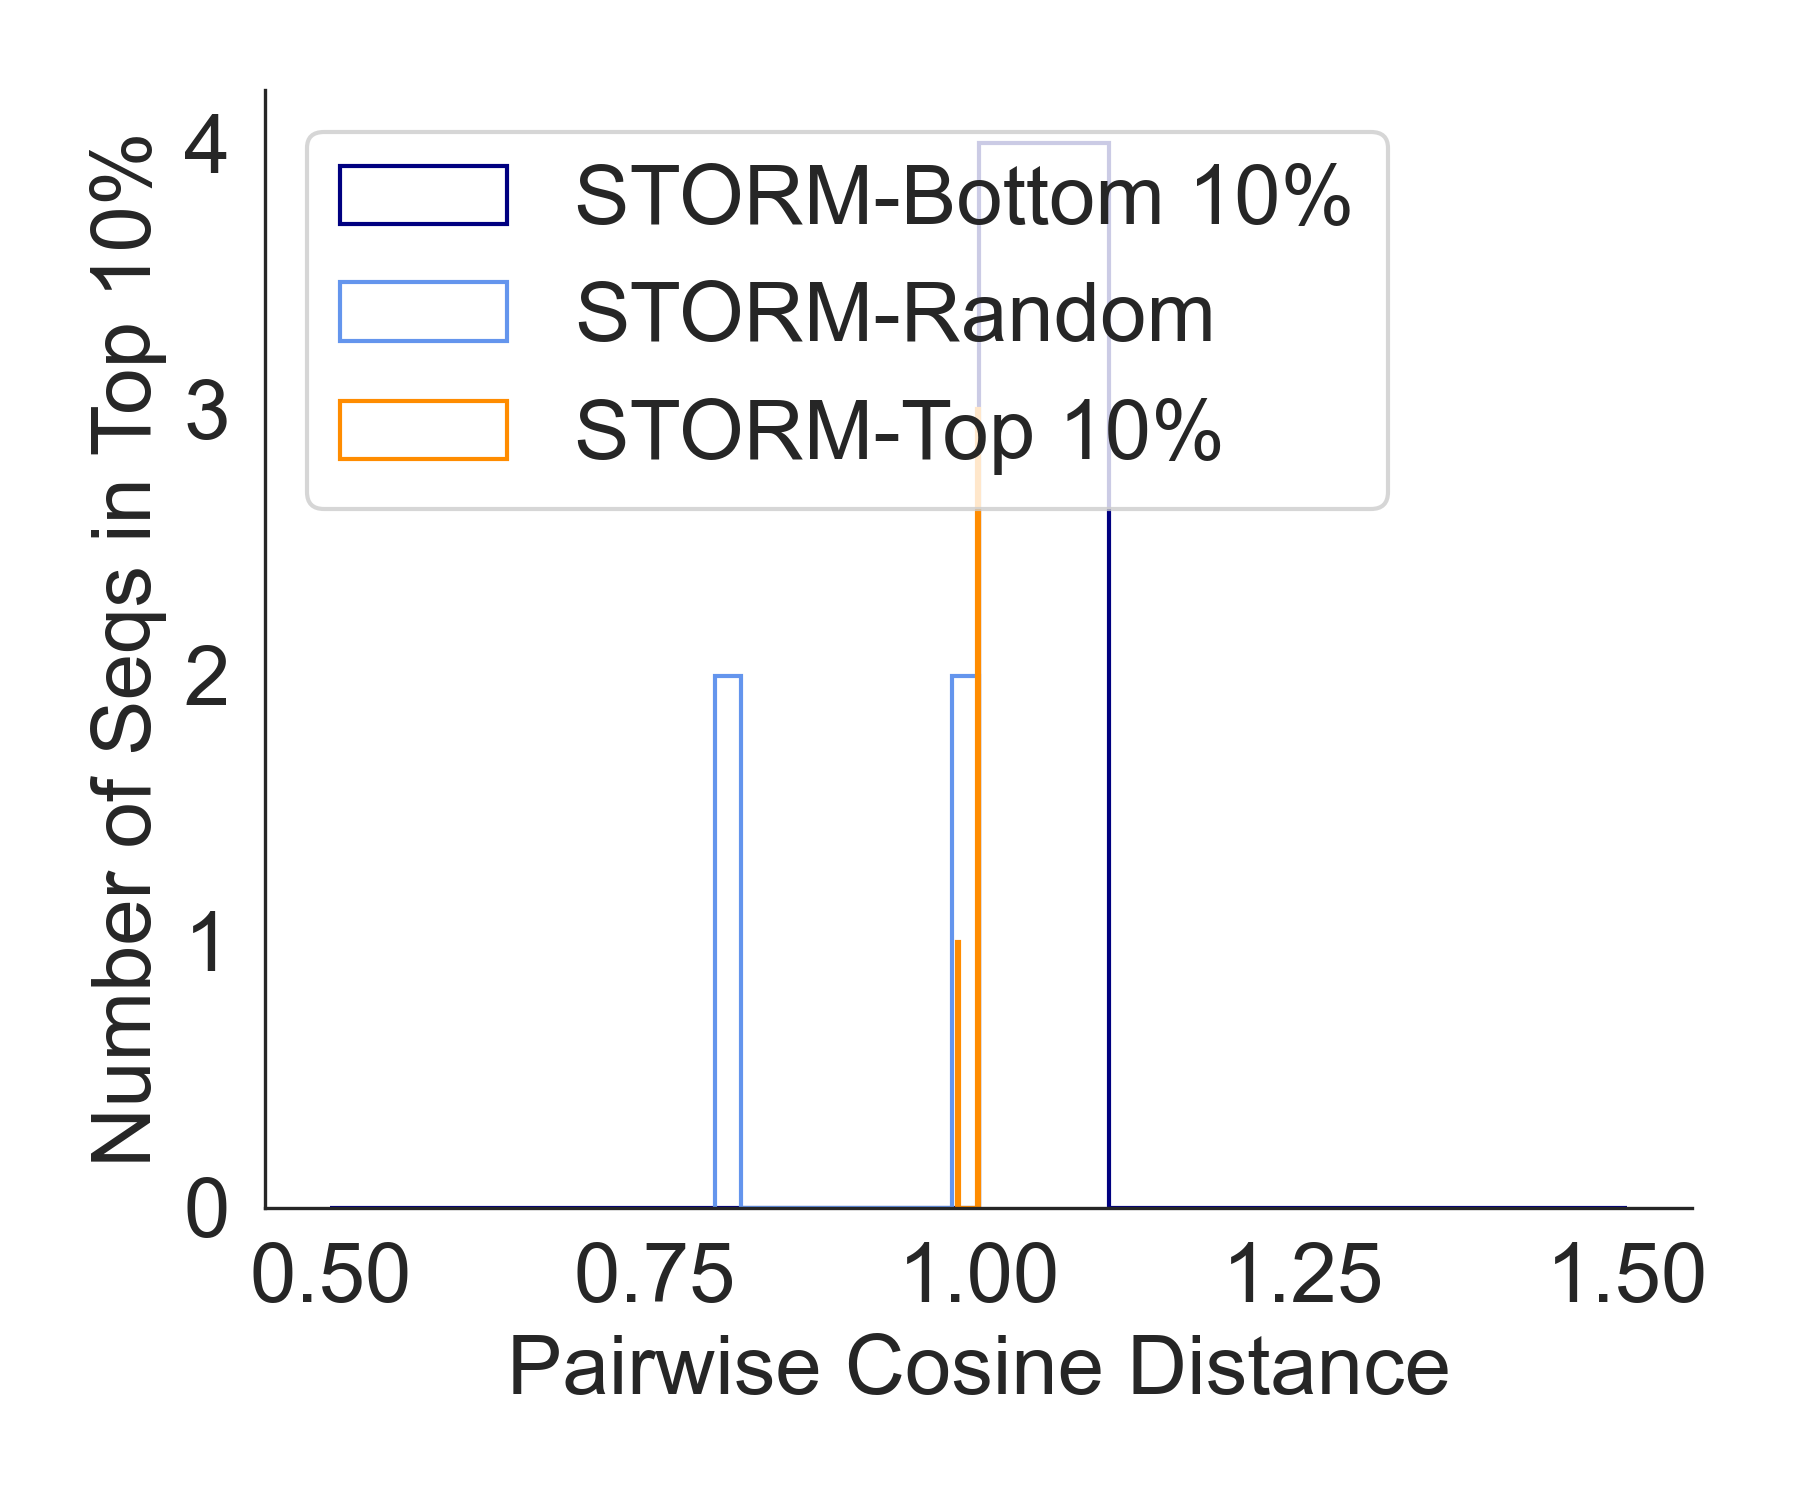 Number of Seqs in Top 10%
4
3
2
1
0
STORM-Bottom 10%
STORM-Random
STORM-Top 10%
0.50 0.75 1.00 1.25 1.50
Pairwise Cosine Distance